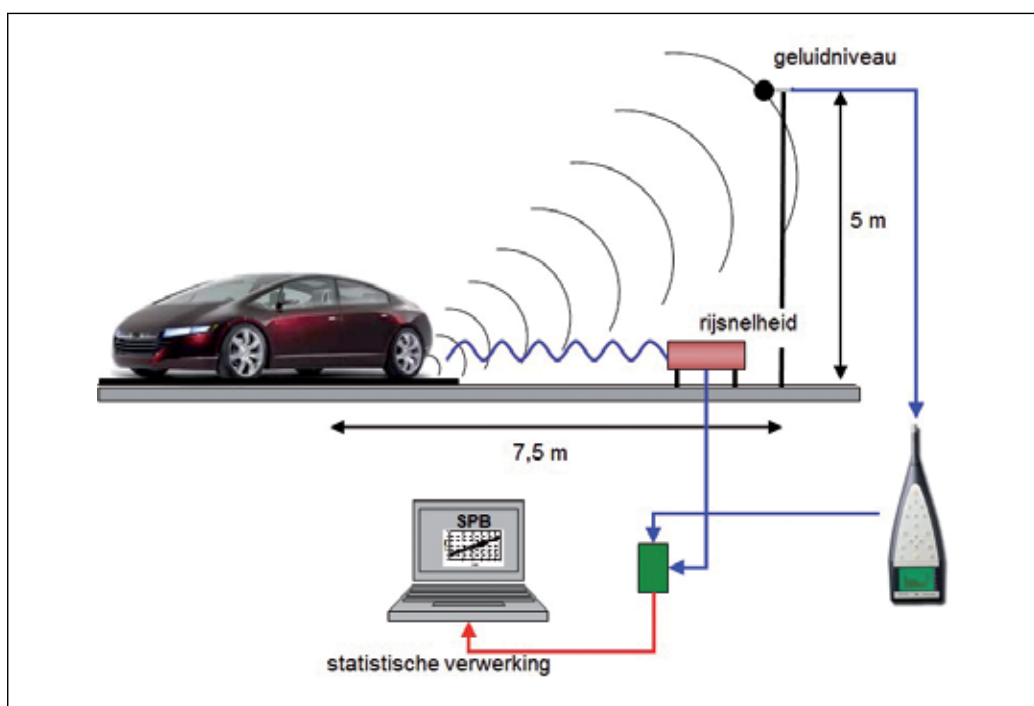 geluidniveau
5 m
rijsnelheid
7,5 m
SPB
statistische verwerking